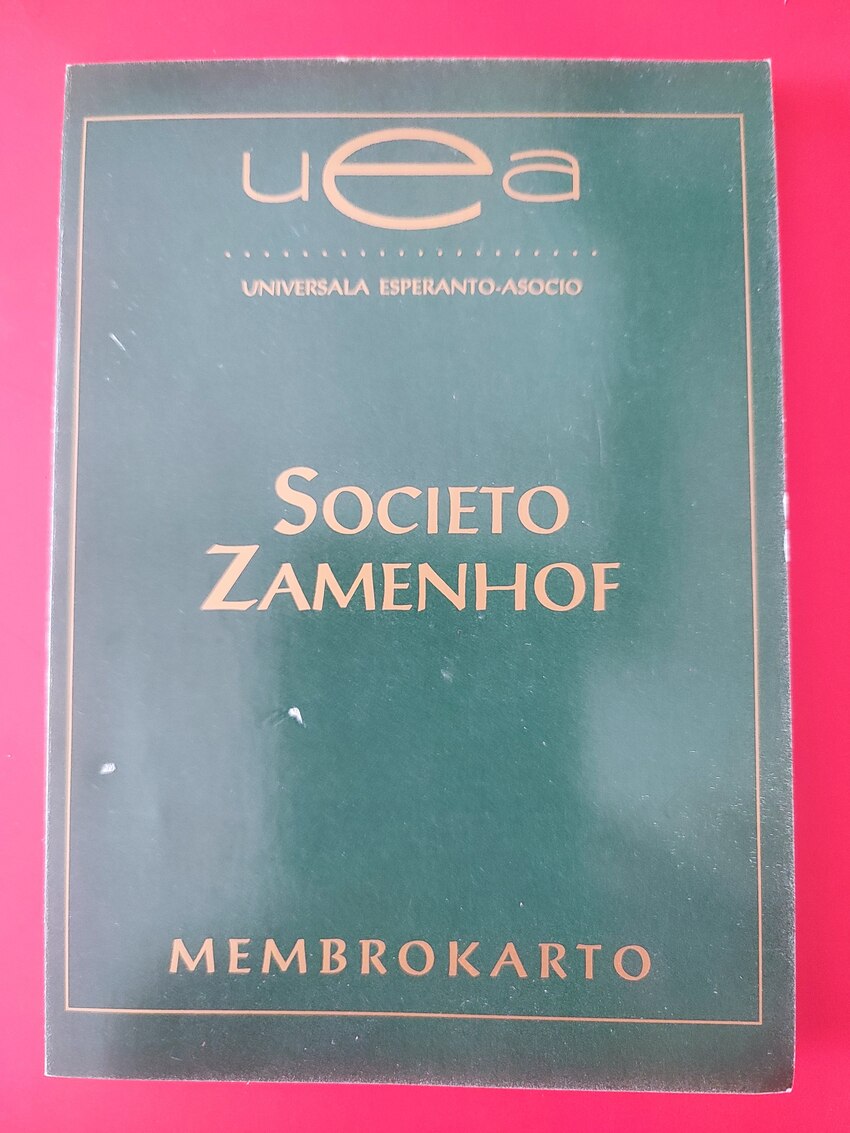 uea
UNIVERSALA ESPERANTO-ASOCIO
SOCIETO
ZAMENHOF
MEMBROKARTO